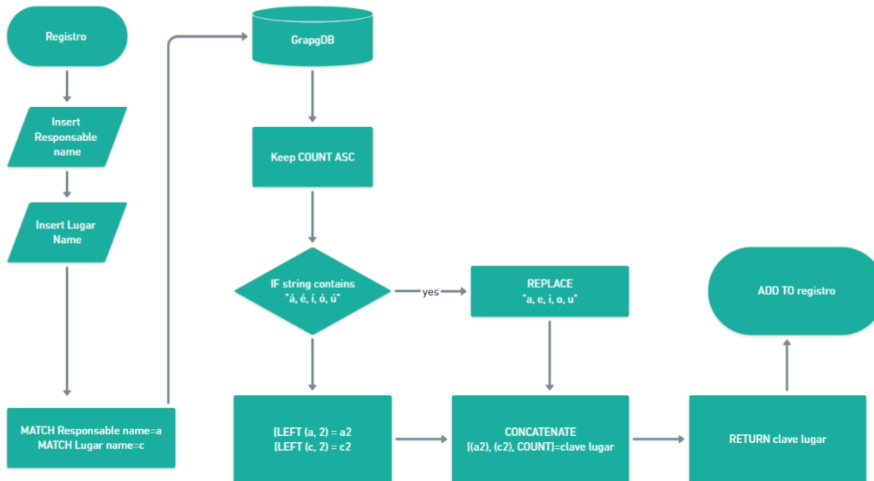 Registro
Insert
Responsable
name
Insert Lugar
Name
MATCH Responsable name=a
MATCH Lugar name=c
GrapgDB
Keep COUNT ASC
IF string contains
"á, é, í, ó, ú"
yes
REPLACE
"a, e, i, o, u"
[LEFT (a, 2) = a2
[LEFT (c, 2) = c2
CONCATENATE
[(a2), (c2), COUNT]=clave lugar
RETURN clave lugar
ADD TO registro